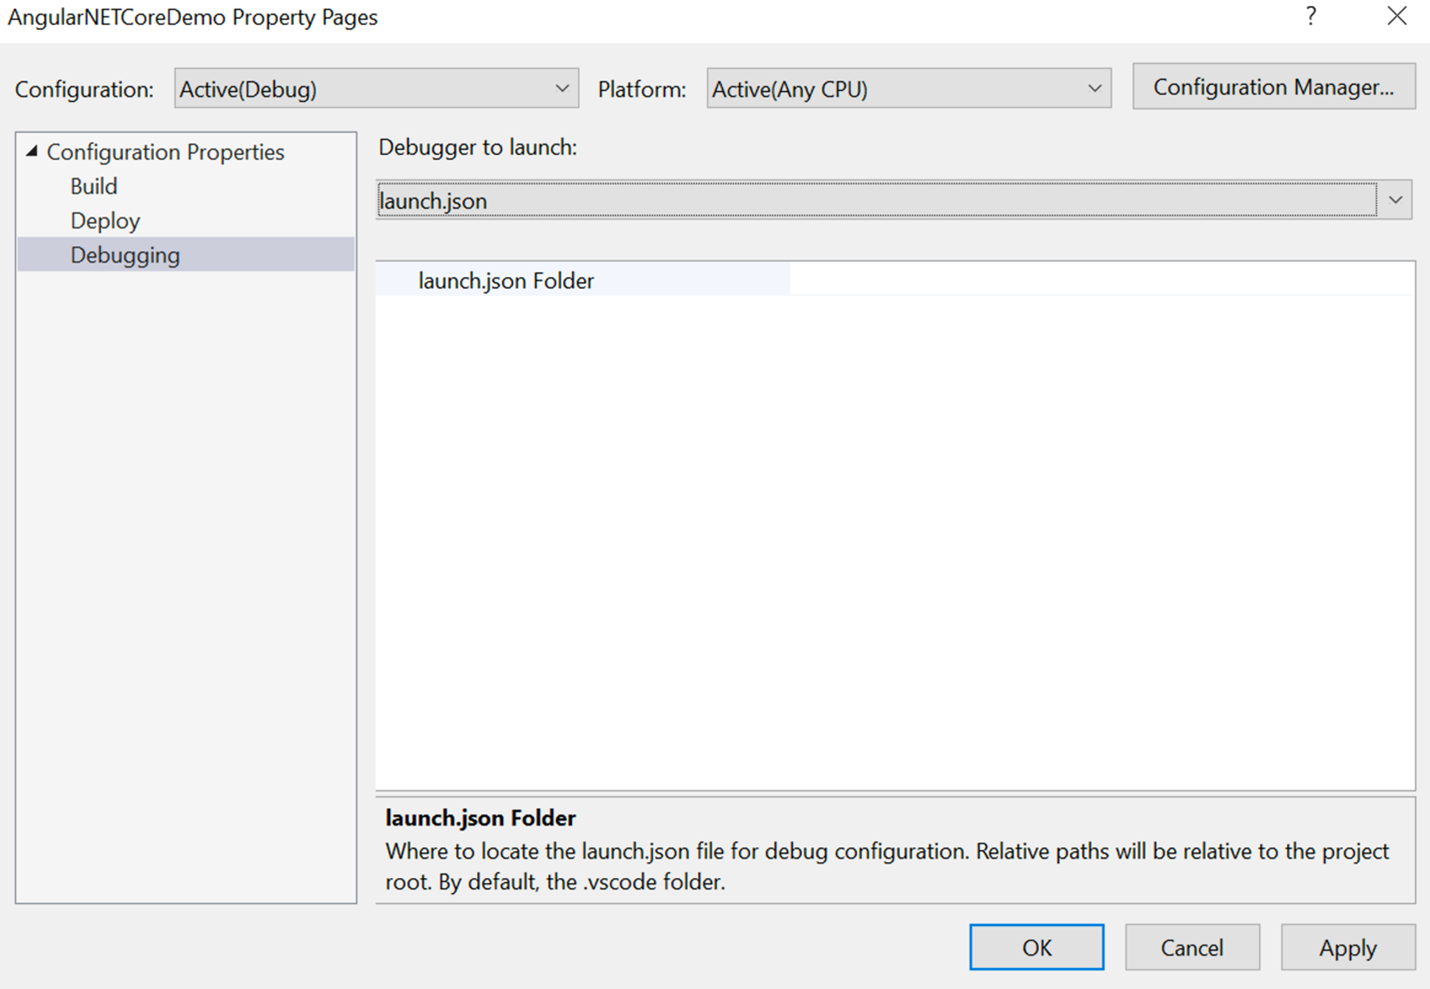 AngularNETCoreDemo Property Pages
?
Configuration: Active(Debug) Platform: Active(Any CPU) Configuration Manager...
Configuration Properties
Build
Deploy
Debugging
Debugger to launch:
launch.json
launch.json Folder
launch.json Folder
Where to locate the launch.json file for debug configuration. Relative paths will be relative to the project
root. By default, the .vscode folder.
OK Cancel Apply